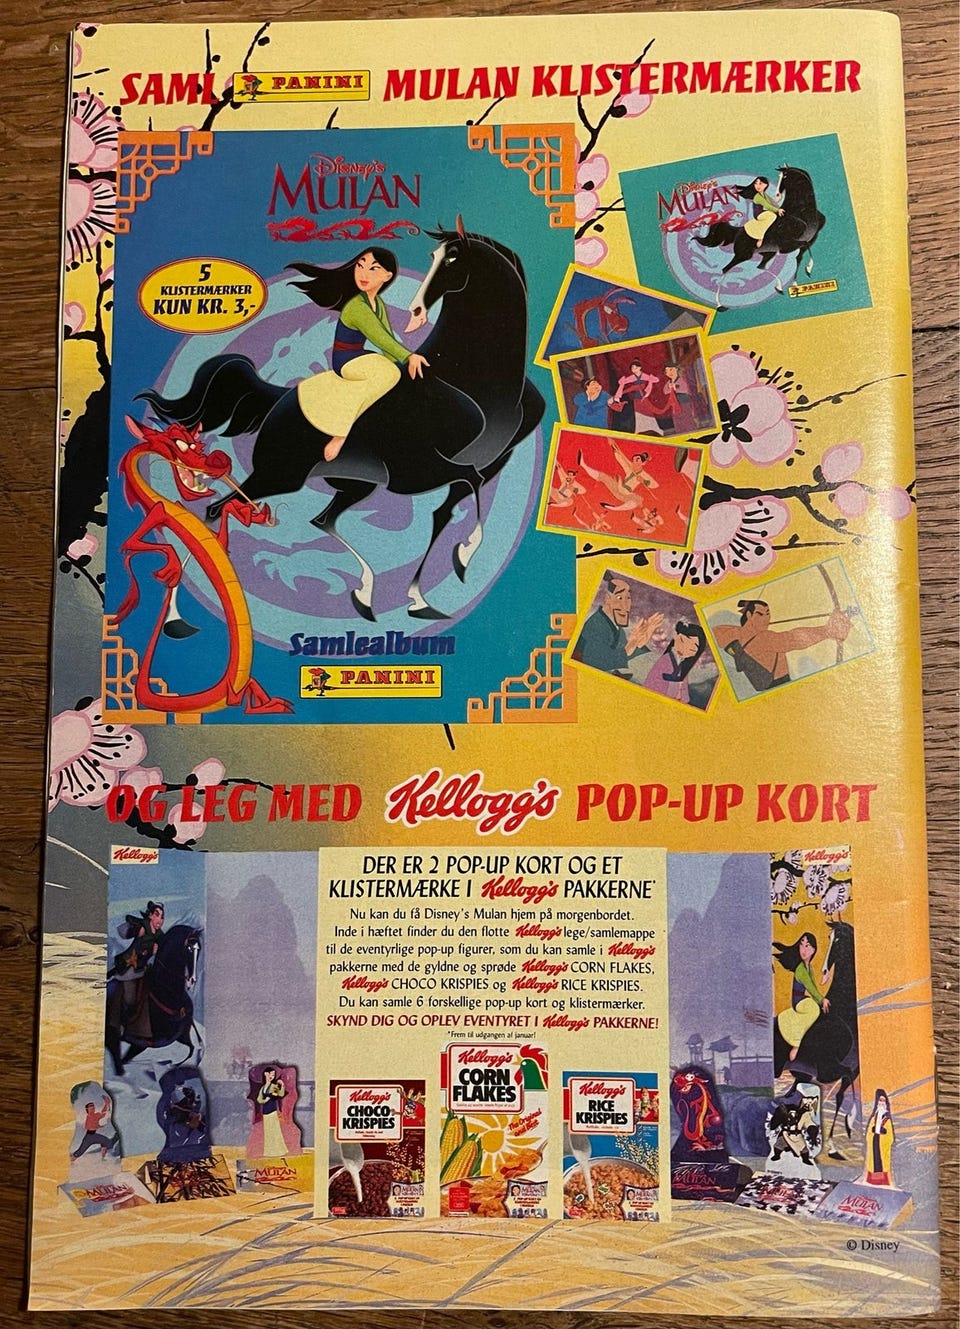 SAML PANINI MULAN KLISTERMÆRKER
DISNEY'S
MULAN
5
KLISTERMÆRKER
KUN KR. 3,-
Samlealbum
PANINI
DISNEY'S
MULAN
PANINI
OG LEG MED Kellogg's POP-UP KORT
Kellogg's
Kellogg's
DER ER 2 POP-UP KORT OG ET
KLISTERMÆRKE I Kellogg's PAKKERNE*
Nu kan du få Disney's Mulan hjem på morgenbordet.
Inde i hæftet finder du den flotte Kellogg's lege/samlemappe
til de eventyrlige pop-up figurer, som du kan samle i Kellogg's
pakkerne med de gyldne og sprøde Kellogg's CORN FLAKES,
Kellogg's CHOCO KRISPIES og Kellogg's RICE KRISPIES.
Du kan samle 6 forskellige pop-up kort og klistermærker.
SKYND DIG OG OPLEV EVENTYRET I Kellogg's PAKKERNE!
*Frem til udgangen af januar!
Kellogg's
CHOCO
KRISPIES
Kellogg's
CORN
FLAKES
Kellogg's
RICE
KRISPIES
MULAN
MULAN
MULAN
MULAN
© Disney